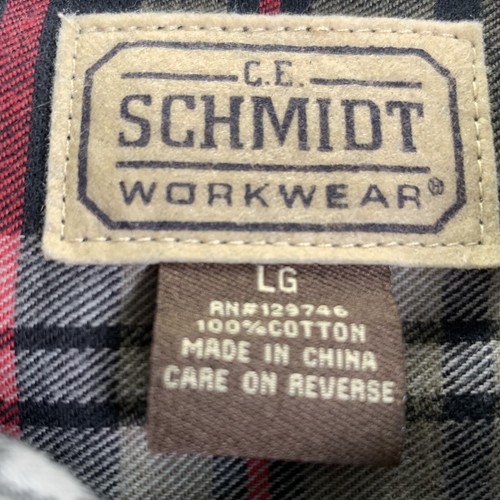 C.E.
SCHMIDT
WORKWEAR®
LG
RN#129746
100%COTTON
MADE IN CHINA
CARE ON REVERSE